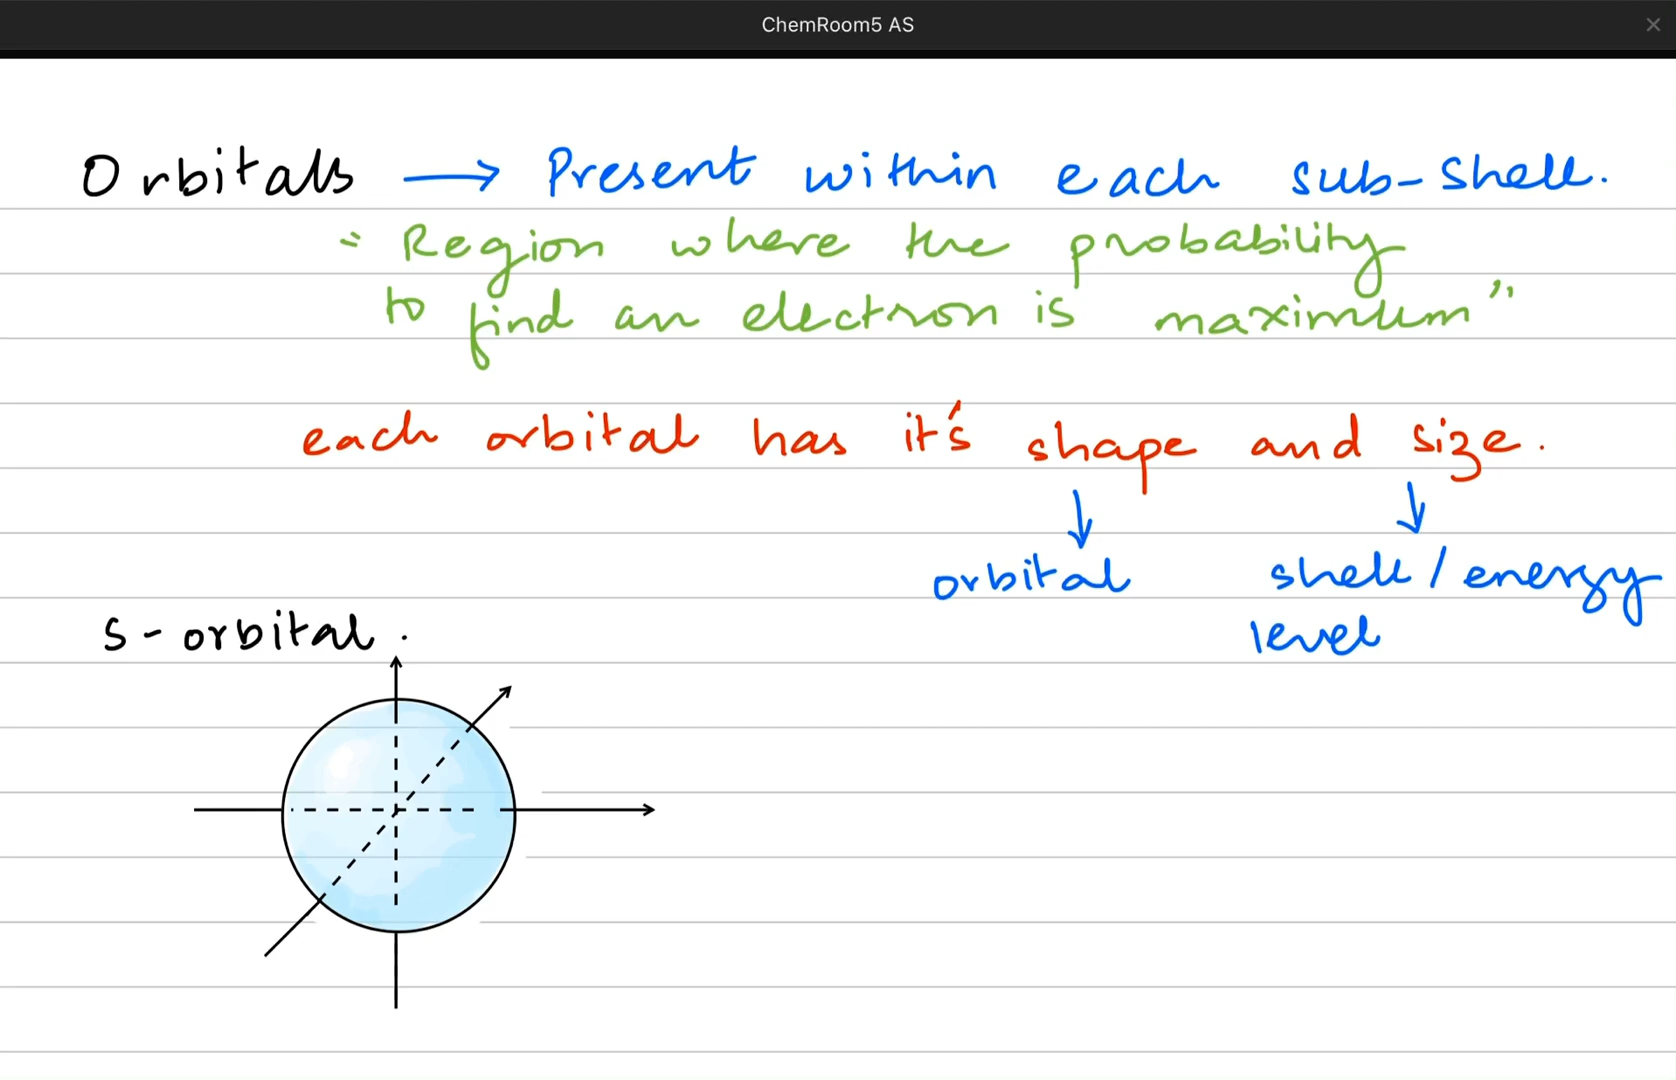 ChemRoom5 AS
Orbitals → Present within each sub-shell.
" Region where the probability
to find an electron is maximum"
each orbital has it's shape and size.
↓ ↓
orbital shell / energy
level
s-orbital.